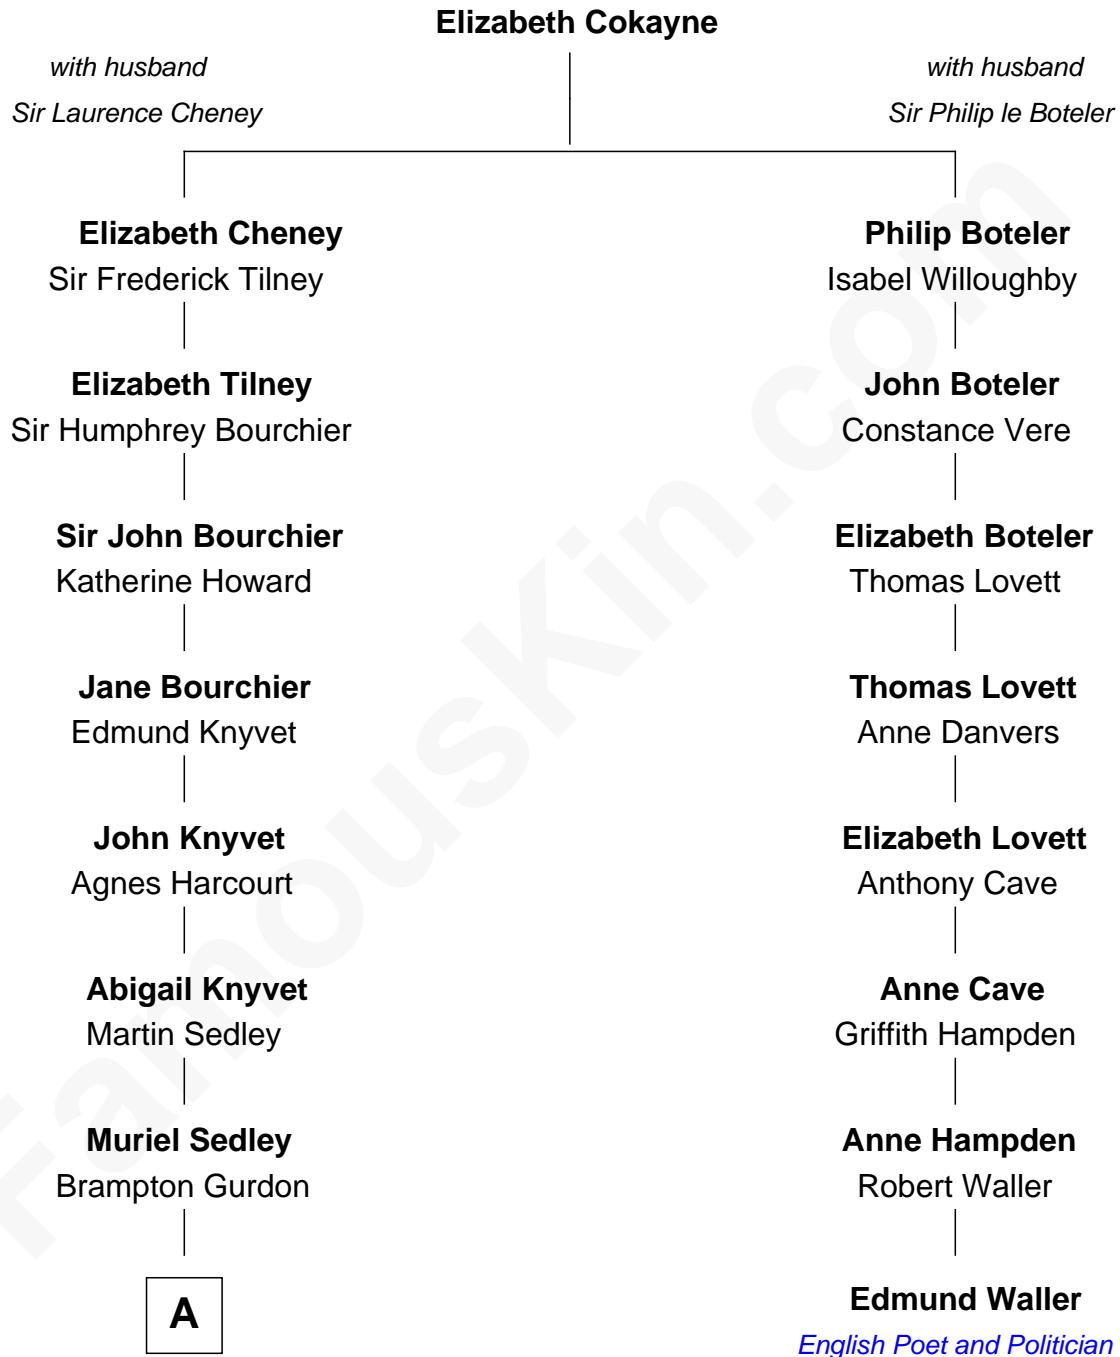 Elizabeth Cokayne
with husband
Sir Laurence Cheney
with husband
Sir Philip le Boteler
Elizabeth Cheney
Sir Frederick Tilney
Philip Boteler
Isabel Willoughby
Elizabeth Tilney
Sir Humphrey Bourchier
John Boteler
Constance Vere
Sir John Bourchier
Katherine Howard
Elizabeth Boteler
Thomas Lovett
Jane Bourchier
Edmund Knyvet
Thomas Lovett
Anne Danvers
John Knyvet
Agnes Harcourt
Elizabeth Lovett
Anthony Cave
Abigail Knyvet
Martin Sedley
Anne Cave
Griffith Hampden
Muriel Sedley
Brampton Gurdon
Anne Hampden
Robert Waller
A
Edmund Waller
English Poet and Politician
FamousKin.com